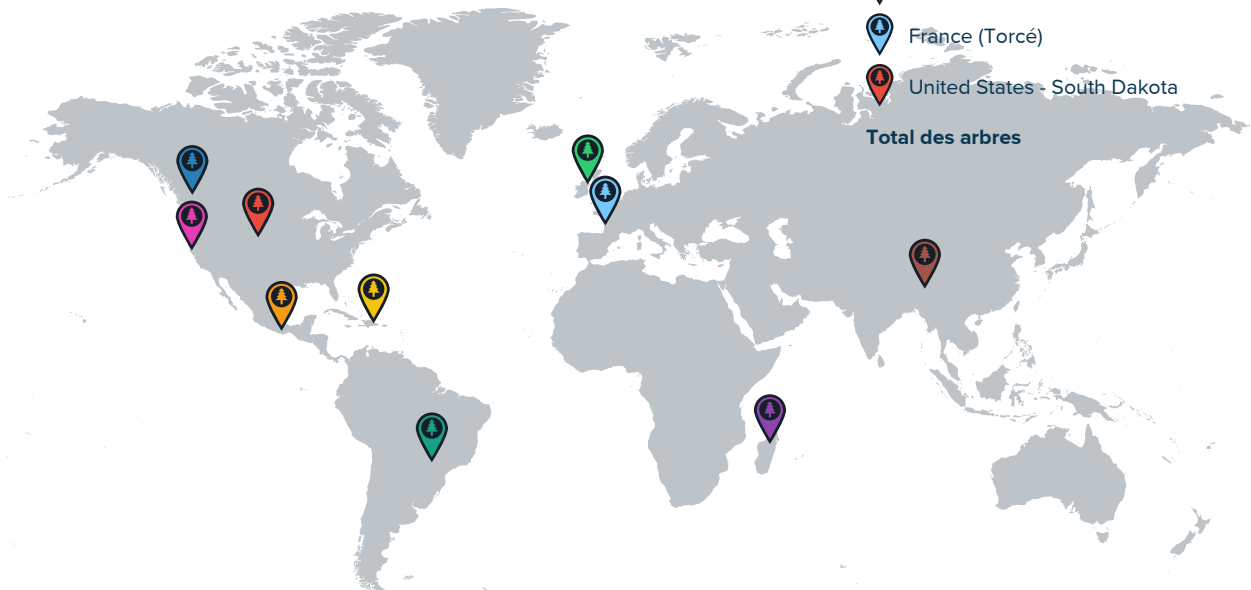 France (Torcé)
United States - South Dakota
Total des arbres